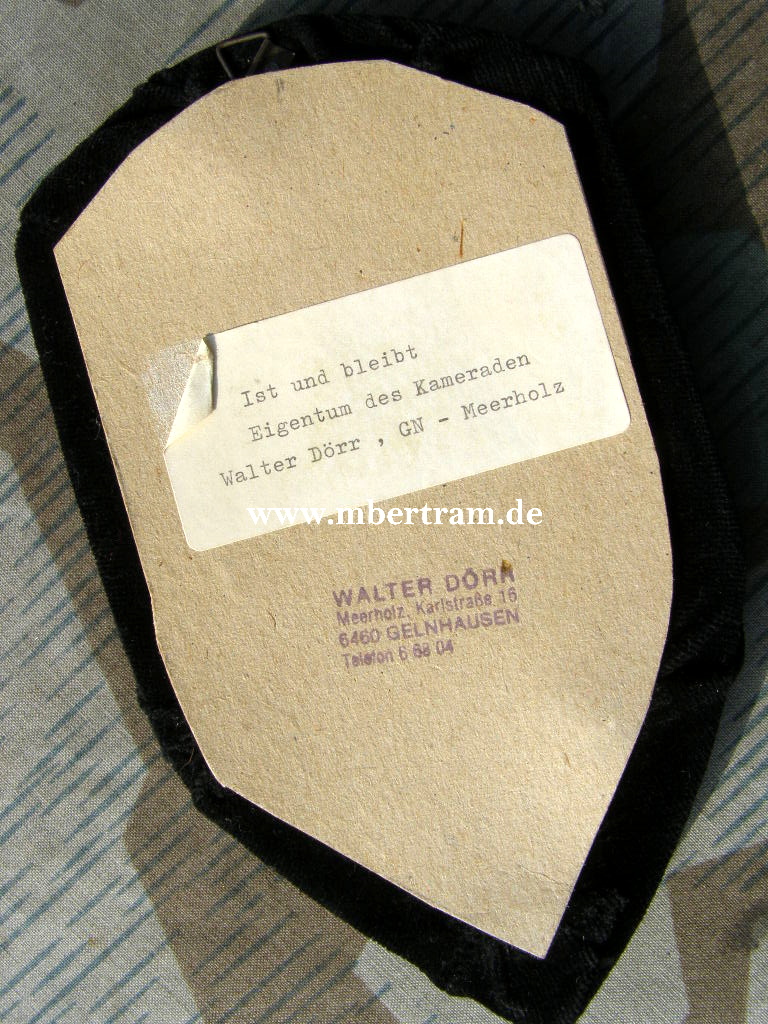 Ist und bleibt
Eigentum des Kameraden
Walter Dörr , GN - Meerholz
www.mbertram.de
WALTER DÖRR
Meerholz, Karlstraße 16
6460 GELNHAUSEN
Telefon 6 68 04